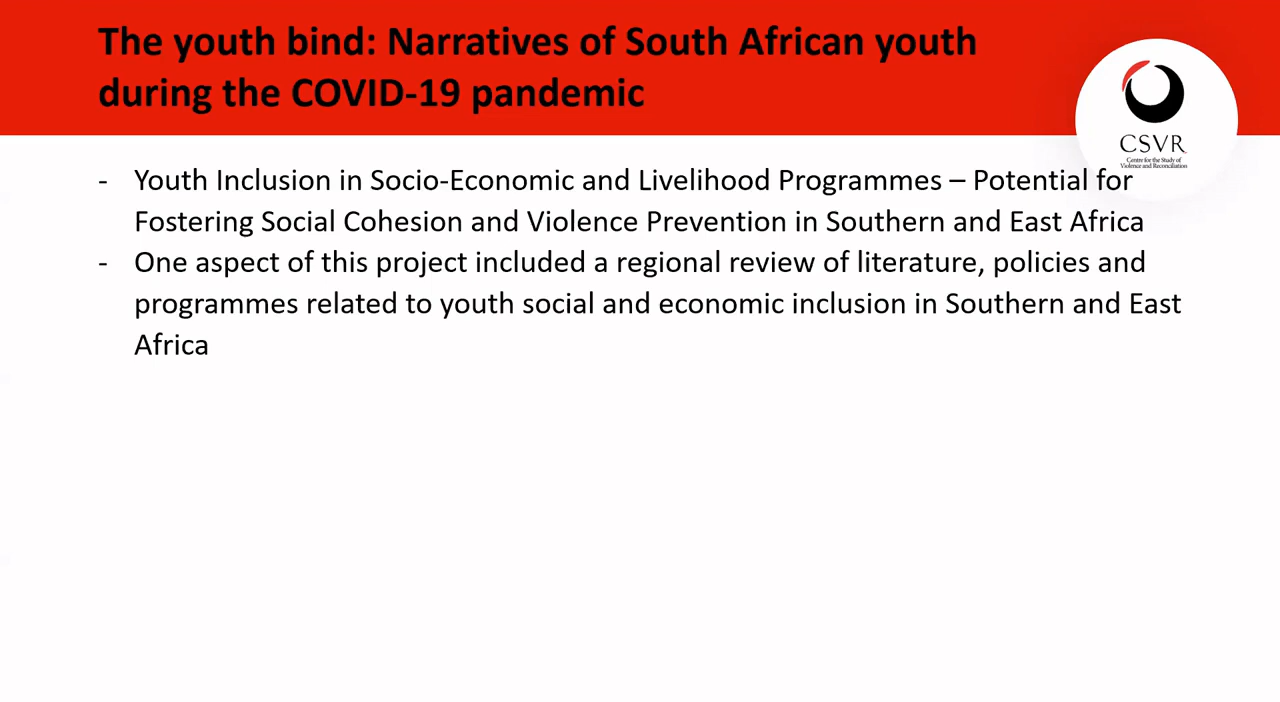 The youth bind: Narratives of South African youth
during the COVID-19 pandemic
CSVR
Centre for the Study of
Violence and Reconciliation
- Youth Inclusion in Socio-Economic and Livelihood Programmes – Potential for
Fostering Social Cohesion and Violence Prevention in Southern and East Africa
- One aspect of this project included a regional review of literature, policies and
programmes related to youth social and economic inclusion in Southern and East
Africa